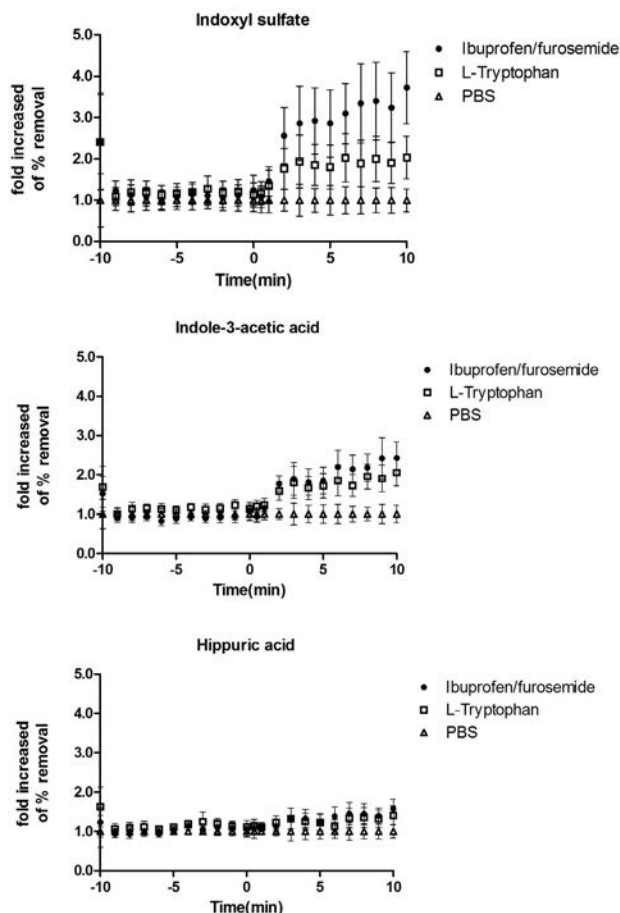 Indoxyl sulfate
fold increased
of % removal
5.0
4.0
3.0
2.0
1.0
0.0
-10
-5
0
5
10
Time(min)
Ibuprofen/furosemide
L-Tryptophan
PBS
Indole-3-acetic acid
fold increased
of % removal
5.0
4.0
3.0
2.0
1.0
0.0
-10
-5
0
5
10
Time(min)
Ibuprofen/furosemide
L-Tryptophan
PBS
Hippuric acid
fold increased
of % removal
5.0
4.0
3.0
2.0
1.0
0.0
-10
-5
0
5
10
Time(min)
Ibuprofen/furosemide
L-Tryptophan
PBS